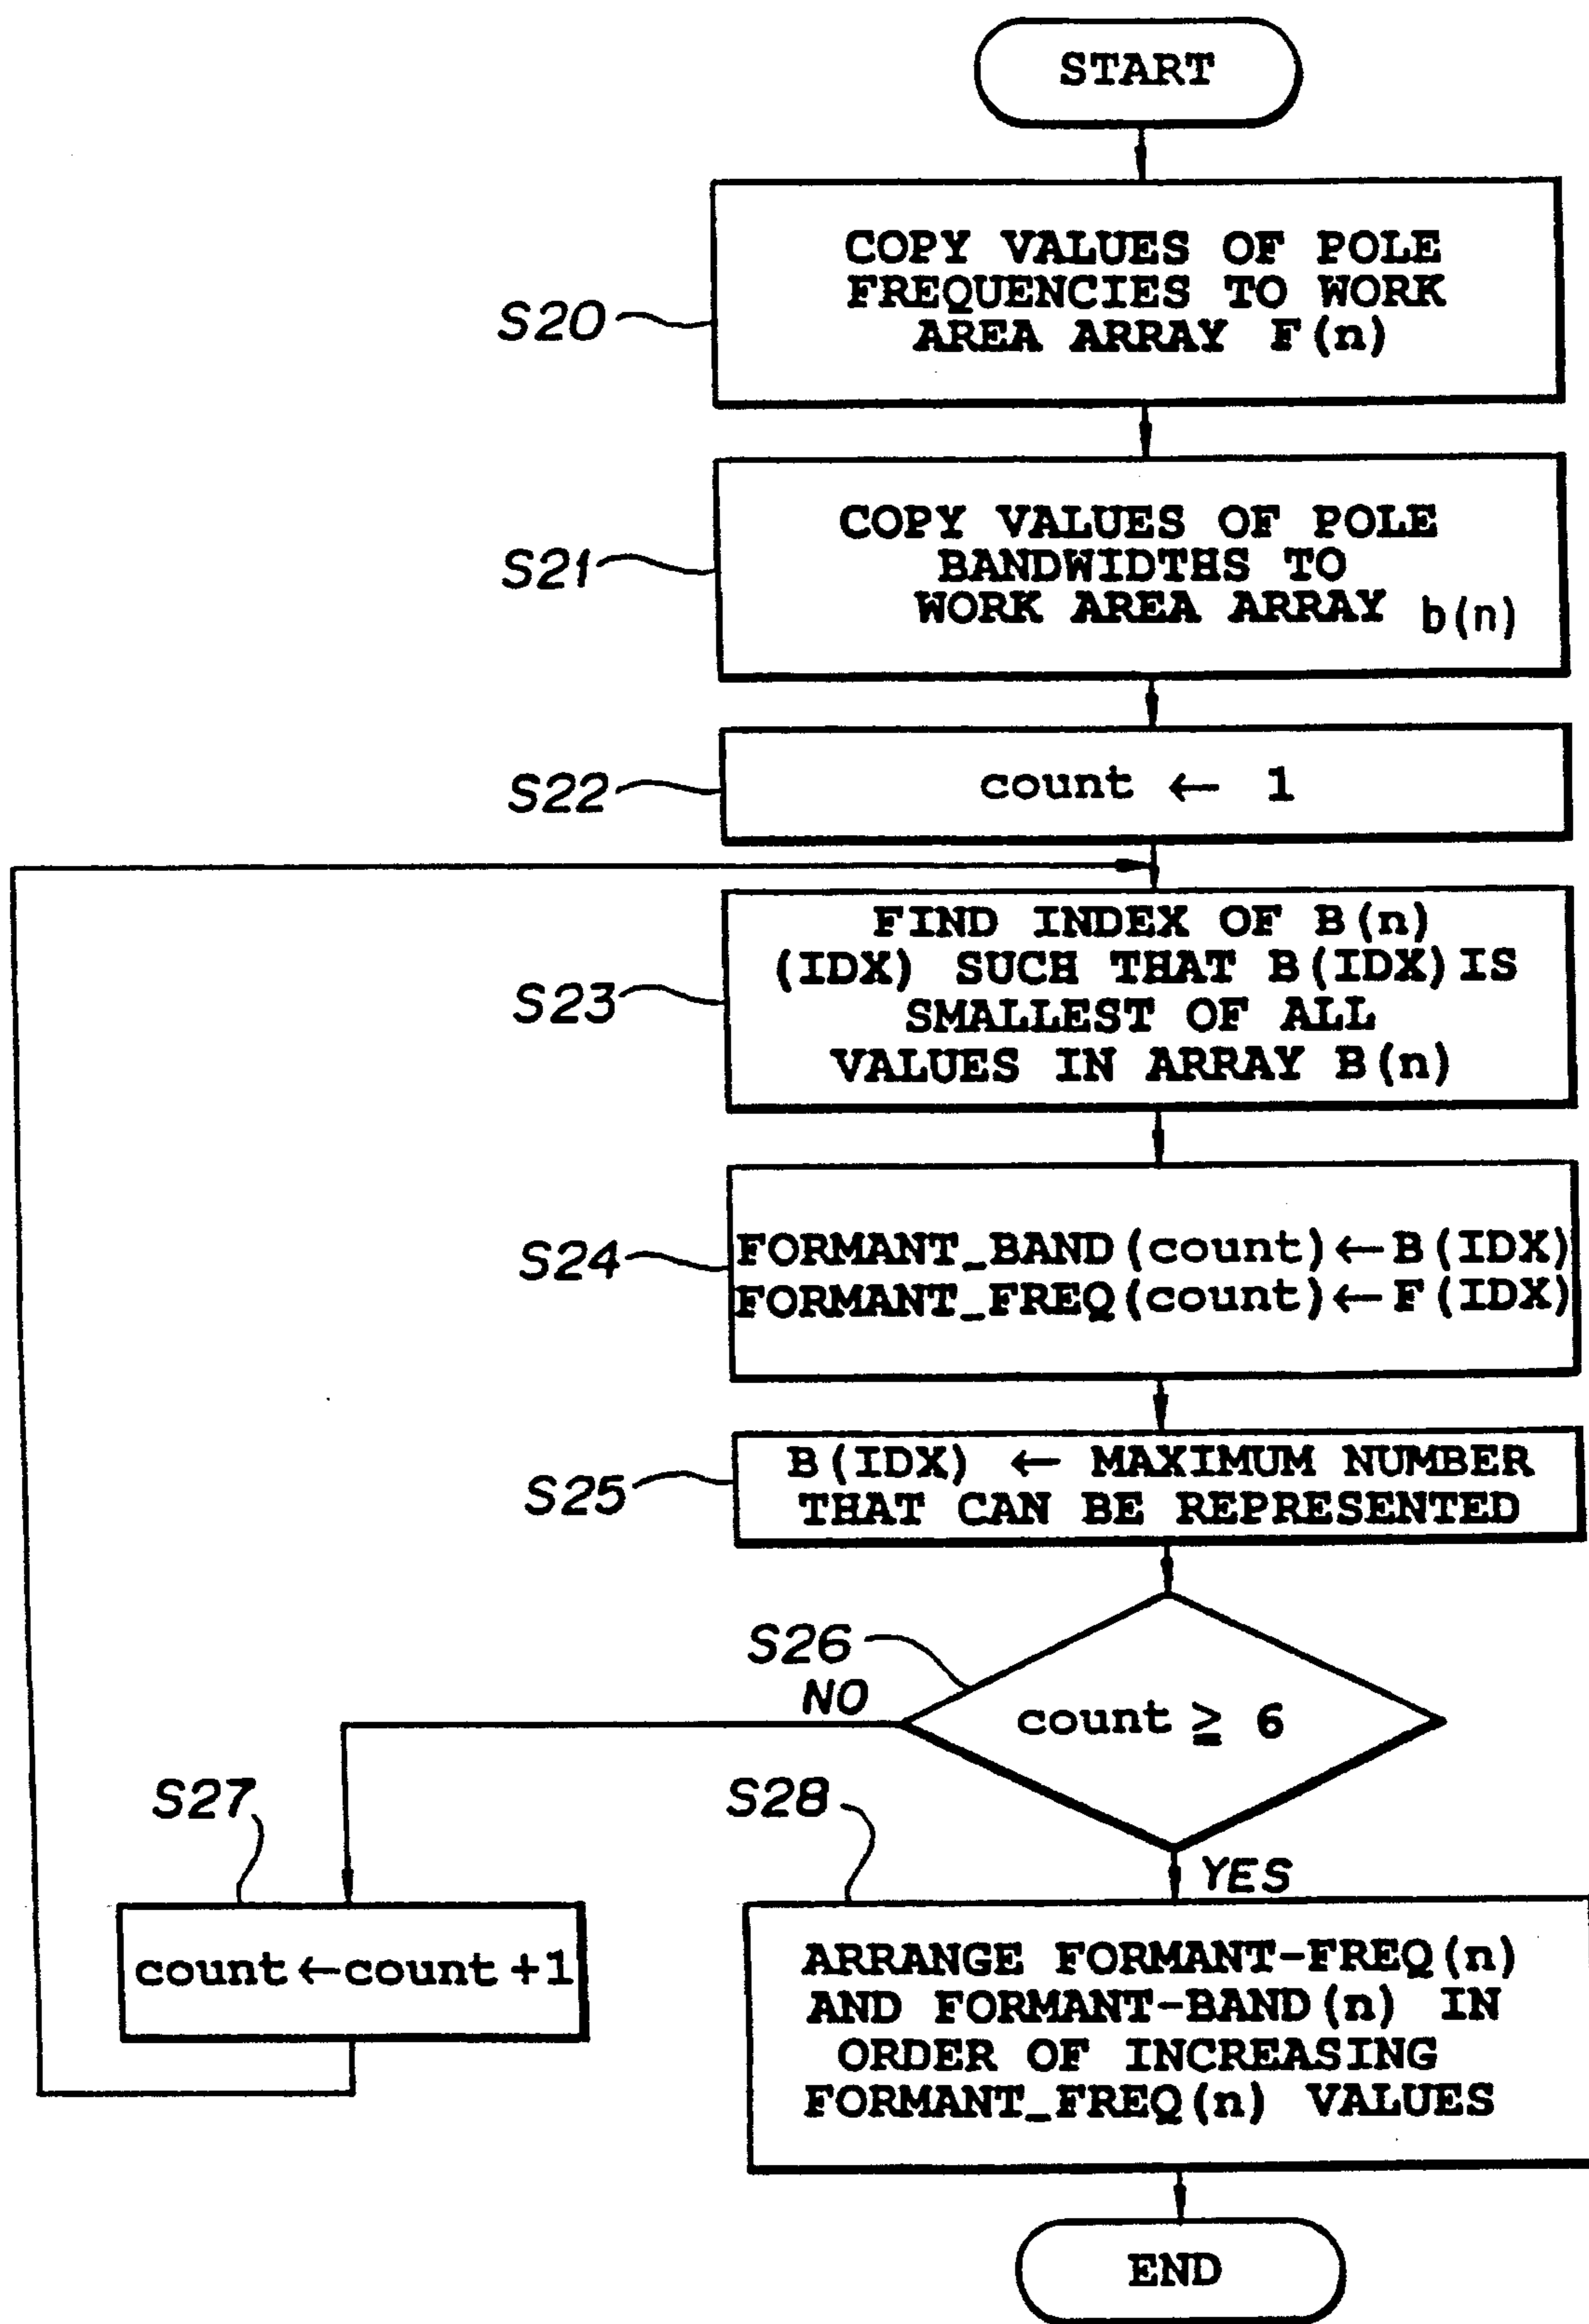 START
COPY VALUES OF POLE
FREQUENCIES TO WORK
AREA ARRAY F(n)
S20
COPY VALUES OF POLE
BANDWIDTHS TO
WORK AREA ARRAY b(n)
S21
count ← 1
S22
FIND INDEX OF B(n)
(IDX) SUCH THAT B(IDX) IS
SMALLEST OF ALL
VALUES IN ARRAY B(n)
S23
FORMANT_BAND(count)←B(IDX)
FORMANT_FREQ(count)←F(IDX)
S24
B(IDX) ← MAXIMUM NUMBER
THAT CAN BE REPRESENTED
S25
S26
NO
count ≧ 6
YES
S27
count←count+1
S28
ARRANGE FORMANT-FREQ(n)
AND FORMANT-BAND(n) IN
ORDER OF INCREASING
FORMANT_FREQ(n) VALUES
END